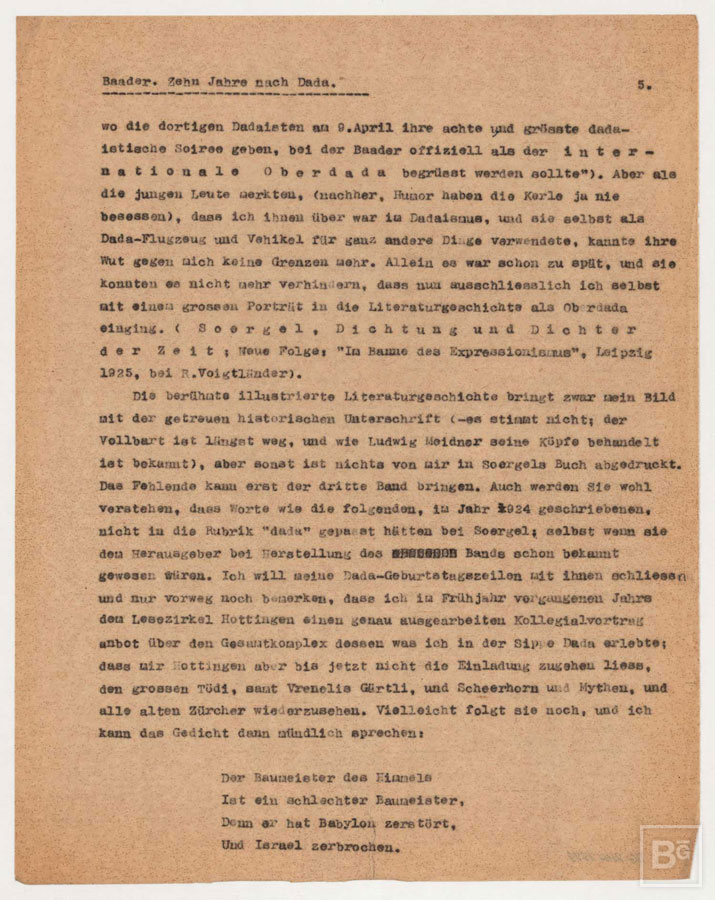 Baader. Zehn Jahre nach Dada.
5.
wo die dortigen Dadaisten am 9.April ihre achte und grösste dada-
istische Soiree geben, bei der Baader offiziell als der i n t e r -
n a t i o n a l e   O b e r d a d a   begrüsst werden sollte"). Aber als
die jungen Leute merkten, (nachher, Humor haben die Kerle ja nie
besessen), dass ich ihnen über war im Dadaismus, und sie selbst als
Dada-Flugzeug und Vehikel für ganz andere Dinge verwendete, kannte ihre
Wut gegen mich keine Grenzen mehr. Allein es war schon zu spät, und sie
konnten es nicht mehr verhindern, dass nun ausschliesslich ich selbst
mit einem grossen Porträt in die Literaturgeschichte als Oberdada
einging. ( S o e r g e l , D i c h t u n g u n d D i c h t e r
d e r Z e i t ; Neue Folge: "Im Banne des Expressionismus", Leipzig
1925, bei R.Voigtländer).
Die berühmte illustrierte Literaturgeschichte bringt zwar mein Bild
mit der getreuen historischen Unterschrift (-es stimmt nicht; der
Vollbart ist längst weg, und wie Ludwig Meidner seine Köpfe behandelt
ist bekannt), aber sonst ist nichts von mir in Soergels Buch abgedruckt.
Das Fehlende kann erst der dritte Band bringen. Auch werden Sie wohl
verstehen, dass Worte wie die folgenden, im Jahr 1924 geschriebenen,
nicht in die Rubrik "dada" gepasst hätten bei Soergel; selbst wenn sie
dem Herausgeber bei Herstellung des Bands schon bekannt
gewesen wären. Ich will meine Dada-Geburtstagszeilen mit ihnen schliessen
und nur vorweg noch bemerken, dass ich im Frühjahr vergangenen Jahrs
dem Lesezirkel Hottingen einen genau ausgearbeiten Kollegialvortrag
anbot über den Gesamtkomplex dessen was ich in der Sippe Dada erlebte;
dass mir Hottingen aber bis jetzt nicht die Einladung zugehen liess,
den grossen Tödi, samt Vrenelis Gärtli, und Scheerhorn und Mythen, und
alle alten Zürcher wiederzusehen. Vielleicht folgt sie noch, und ich
kann das Gedicht dann mündlich sprechen:
Der Baumeister des Himmels
Ist ein schlechter Baumeister,
Denn er hat Babylon zerstört,
Und Israel zerbrochen.
BG